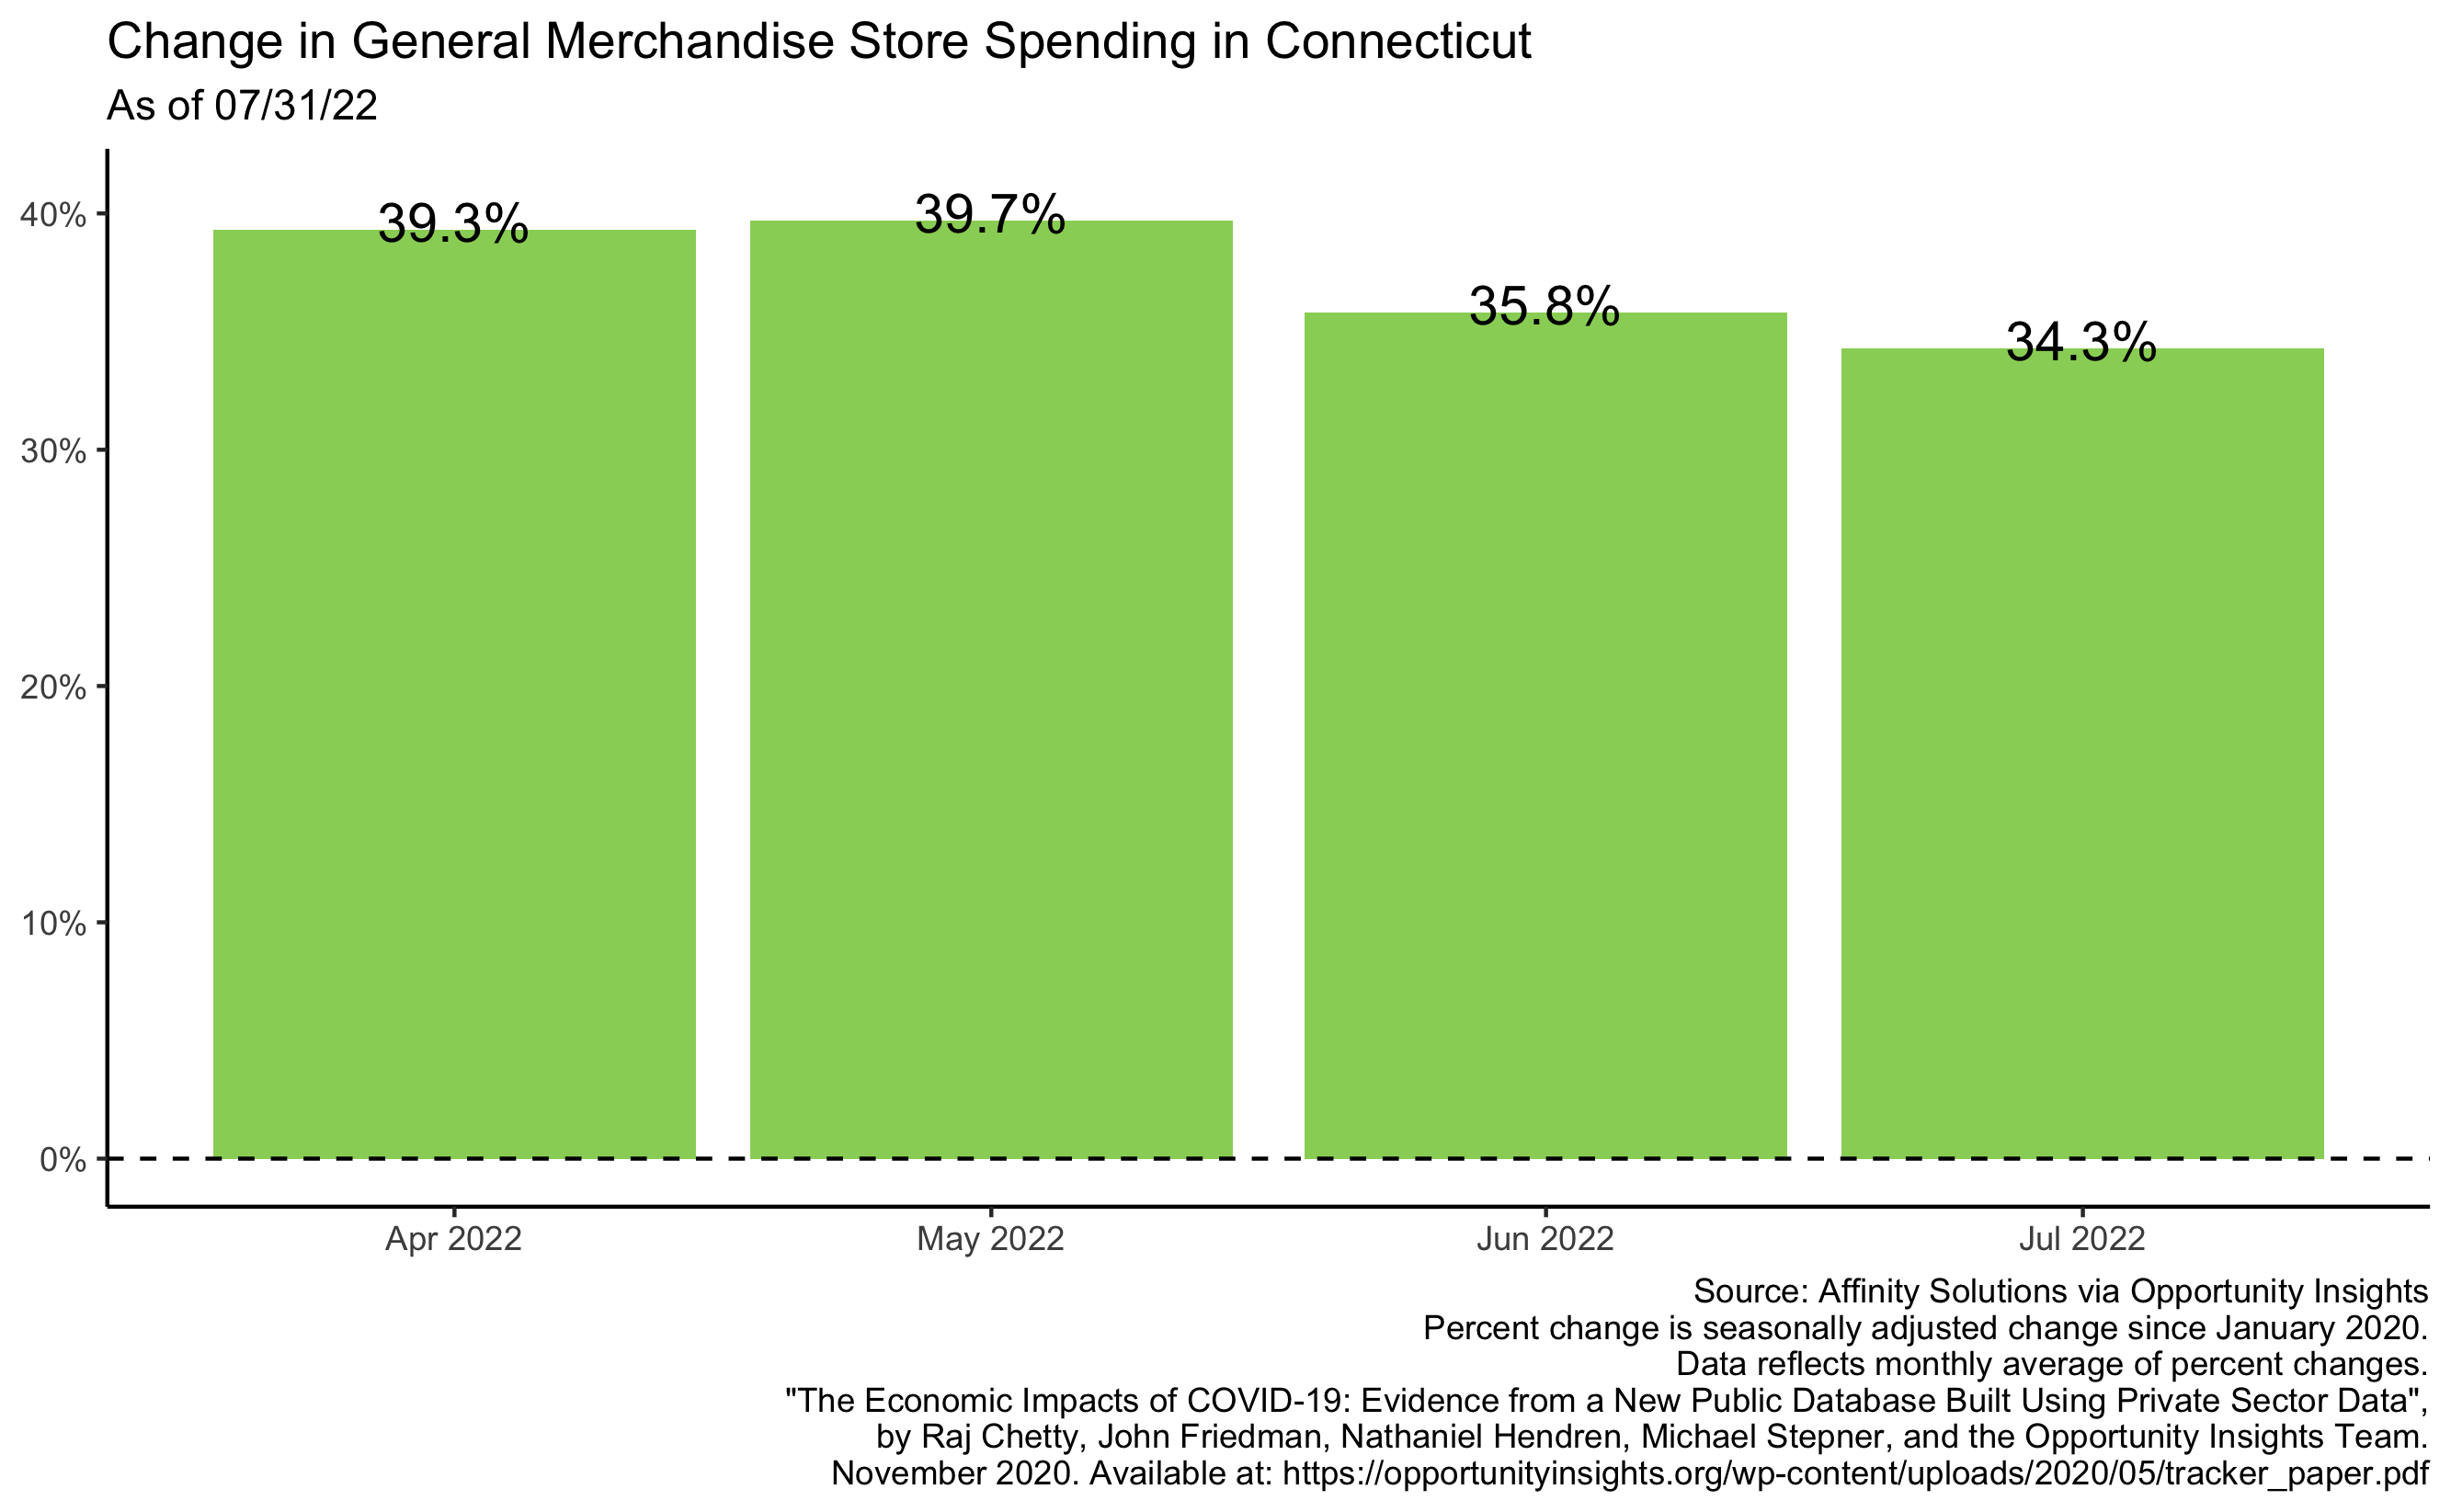 Change in General Merchandise Store Spending in Connecticut
As of 07/31/22
40%
30%
20%
10%
0%
39.3%
39.7%
35.8%
34.3%
Apr 2022
May 2022
Jun 2022
Jul 2022
Source: Affinity Solutions via Opportunity Insights
Percent change is seasonally adjusted change since January 2020.
Data reflects monthly average of percent changes.
"The Economic Impacts of COVID-19: Evidence from a New Public Database Built Using Private Sector Data",
by Raj Chetty, John Friedman, Nathaniel Hendren, Michael Stepner, and the Opportunity Insights Team.
November 2020. Available at: https://opportunityinsights.org/wp-content/uploads/2020/05/tracker_paper.pdf